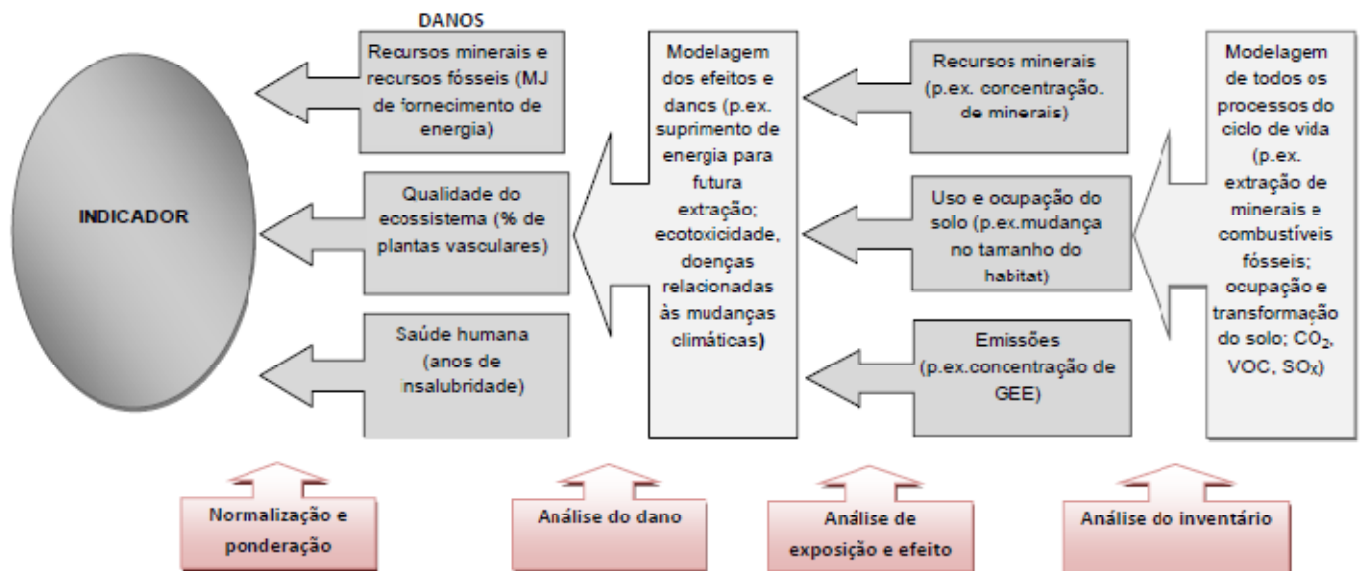 DANOS
Recursos minerais e
recursos fósseis (MJ
de fornecimento de
energia)
Qualidade do
ecossistema (% de
plantas vasculares)
Saúde humana
(anos de
insalubridade)
INDICADOR
Modelagem
dos efeitos e
dancs (p.ex.
suprimento de
energia para
futura
extração;
ecotoxicidade,
doenças
relacionadas
às mudanças
climáticas)
Recursos minerais
(p.ex. concentração.
de minerais)
Uso e ocupação do
solo (p.ex.mudança
no tamanho do
habitat)
Emissões
(p.ex.concentração de
GEE)
Modelagem
de todos os
processos do
ciclo de vida
(p.ex.
extração de
minerais e
combustíveis
fósseis;
ocupação e
transformação
do solo; CO₂,
VOC, SOx)
Normalização e
ponderação
Análise do dano
Análise de
exposição e efeito
Análise do inventário